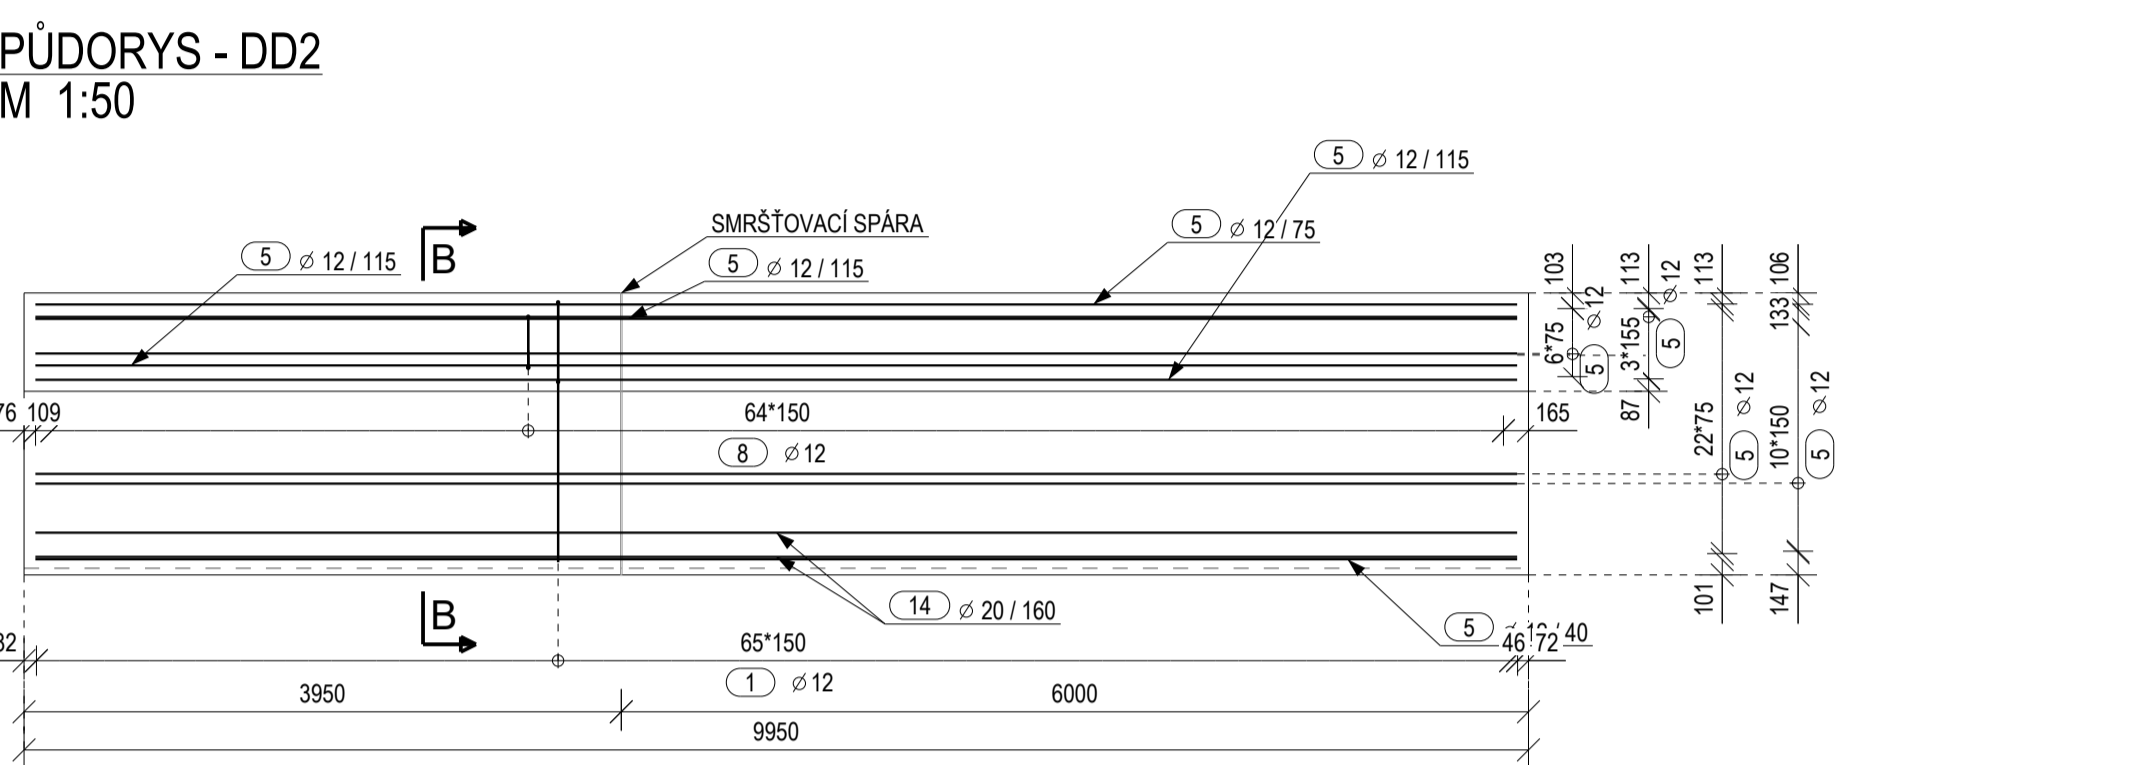 PŮDORYS - DD2
M 1:50
5 ⌀ 12 / 115
5 ⌀ 12 / 75
SMRŠŤOVACÍ SPÁRA
5 ⌀ 12 / 115
5 ⌀ 12 / 115
B
103
113
113
106
133
6*75
5 ⌀ 12
3*155
5 ⌀ 12
87
22*75
5 ⌀ 12
10*150
5 ⌀ 12
101
147
76 109
64*150
165
8 ⌀ 12
14 ⌀ 20 / 160
B
5 40
32
65*150
46 72
1 ⌀ 12
3950
6000
9950